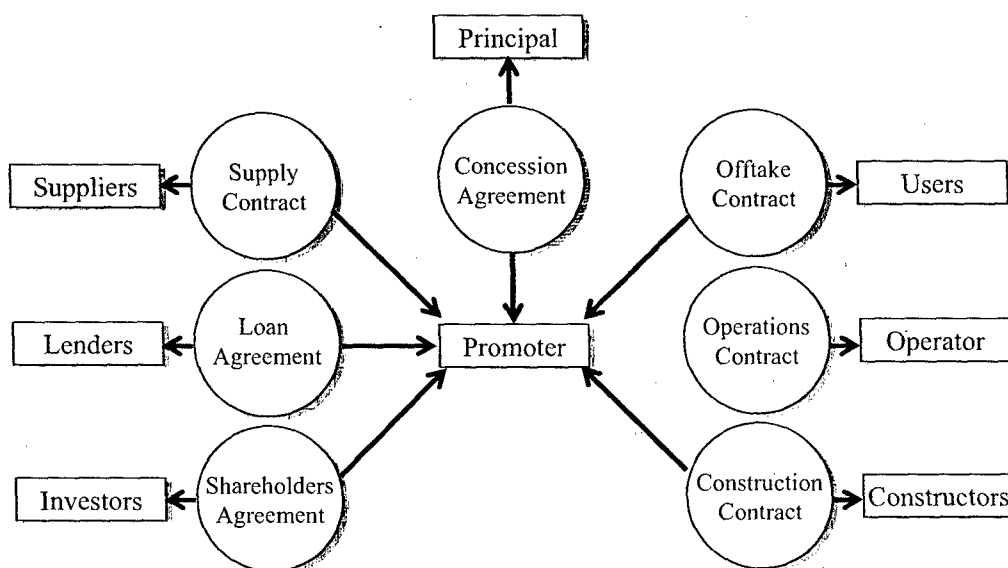 Principal
Supply
Contract
Concession
Agreement
Offtake
Contract
Suppliers
Users
Loan
Agreement
Operations
Contract
Lenders
Promoter
Operator
Shareholders
Agreement
Construction
Contract
Investors
Constructors